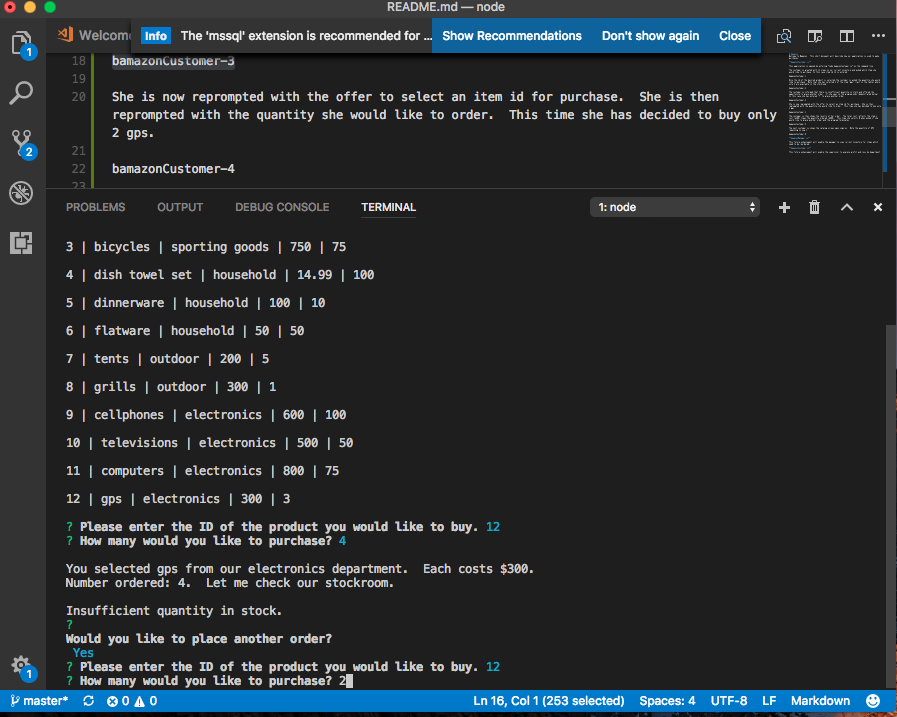 README.md — node
Welcome
Info The 'mssql' extension is recommended for ... Show Recommendations Don't show again Close
18 bamazonCustomer-3
19
20 She is now reprompted with the offer to select an item id for purchase.  She is then
reprompted with the quantity she would like to order.  This time she has decided to buy only
2 gps.
21
22 bamazonCustomer-4
23
1
2
PROBLEMS OUTPUT DEBUG CONSOLE TERMINAL 1: node
3 | bicycles | sporting goods | 750 | 75
4 | dish towel set | household | 14.99 | 100
5 | dinnerware | household | 100 | 10
6 | flatware | household | 50 | 50
7 | tents | outdoor | 200 | 5
8 | grills | outdoor | 300 | 1
9 | cellphones | electronics | 600 | 100
10 | televisions | electronics | 500 | 50
11 | computers | electronics | 800 | 75
12 | gps | electronics | 300 | 3
? Please enter the ID of the product you would like to buy. 12
? How many would you like to purchase? 4
You selected gps from our electronics department.  Each costs $300.
Number ordered: 4.  Let me check our stockroom.
Insufficient quantity in stock.
?
Would you like to place another order?
Yes
? Please enter the ID of the product you would like to buy. 12
? How many would you like to purchase? 2
1
master* 0 0 Ln 16, Col 1 (253 selected) Spaces: 4 UTF-8 LF Markdown